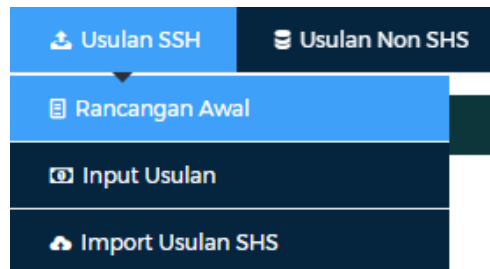 Usulan SSH Usulan Non SHS
Rancangan Awal
Input Usulan
Import Usulan SHS